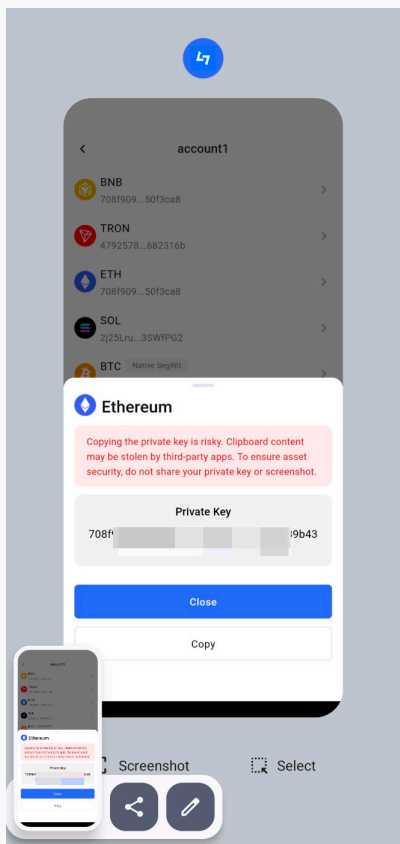 account1
BNB
708f909...50f3ca8
TRON
4792578...682316b
ETH
708f909...50f3ca8
SOL
2j25Lru...3SWfPG2
BTC Native SegWit
Ethereum
Copying the private key is risky. Clipboard content
may be stolen by third-party apps. To ensure asset
security, do not share your private key or screenshot.
Private Key
708f 9b43
Close
Copy
Screenshot Select